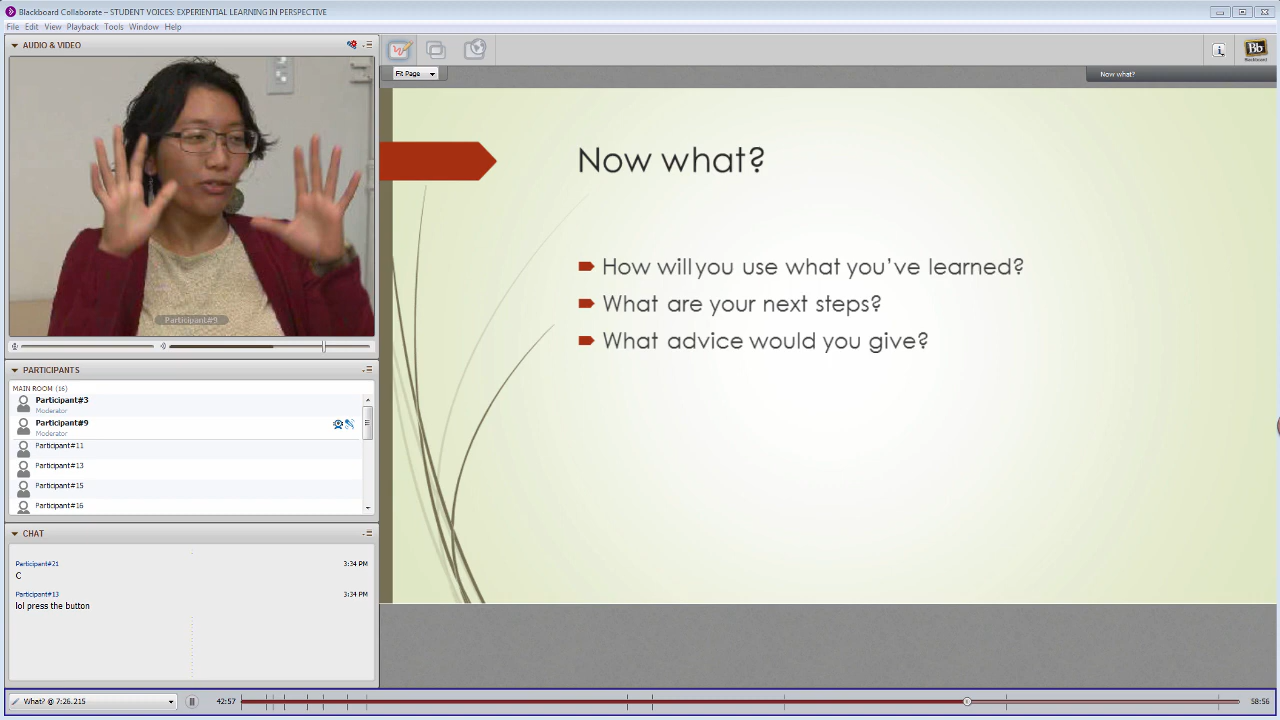 Blackboard Collaborate – STUDENT VOICES: EXPERIENTIAL LEARNING IN PERSPECTIVE
File Edit View Playback Tools Window Help
AUDIO & VIDEO
Participant#9
PARTICIPANTS
MAIN ROOM (16)
Participant#3
Moderator
Participant#9
Moderator
Participant#11
Participant#13
Participant#15
Participant#16
CHAT
Participant#21 3:34 PM
C
Participant#13 3:34 PM
lol press the button
Fit Page
Bb
Blackboard
Now what?
Now what?
How will you use what you've learned?
What are your next steps?
What advice would you give?
What? @ 7:26.215
42:57
58:56